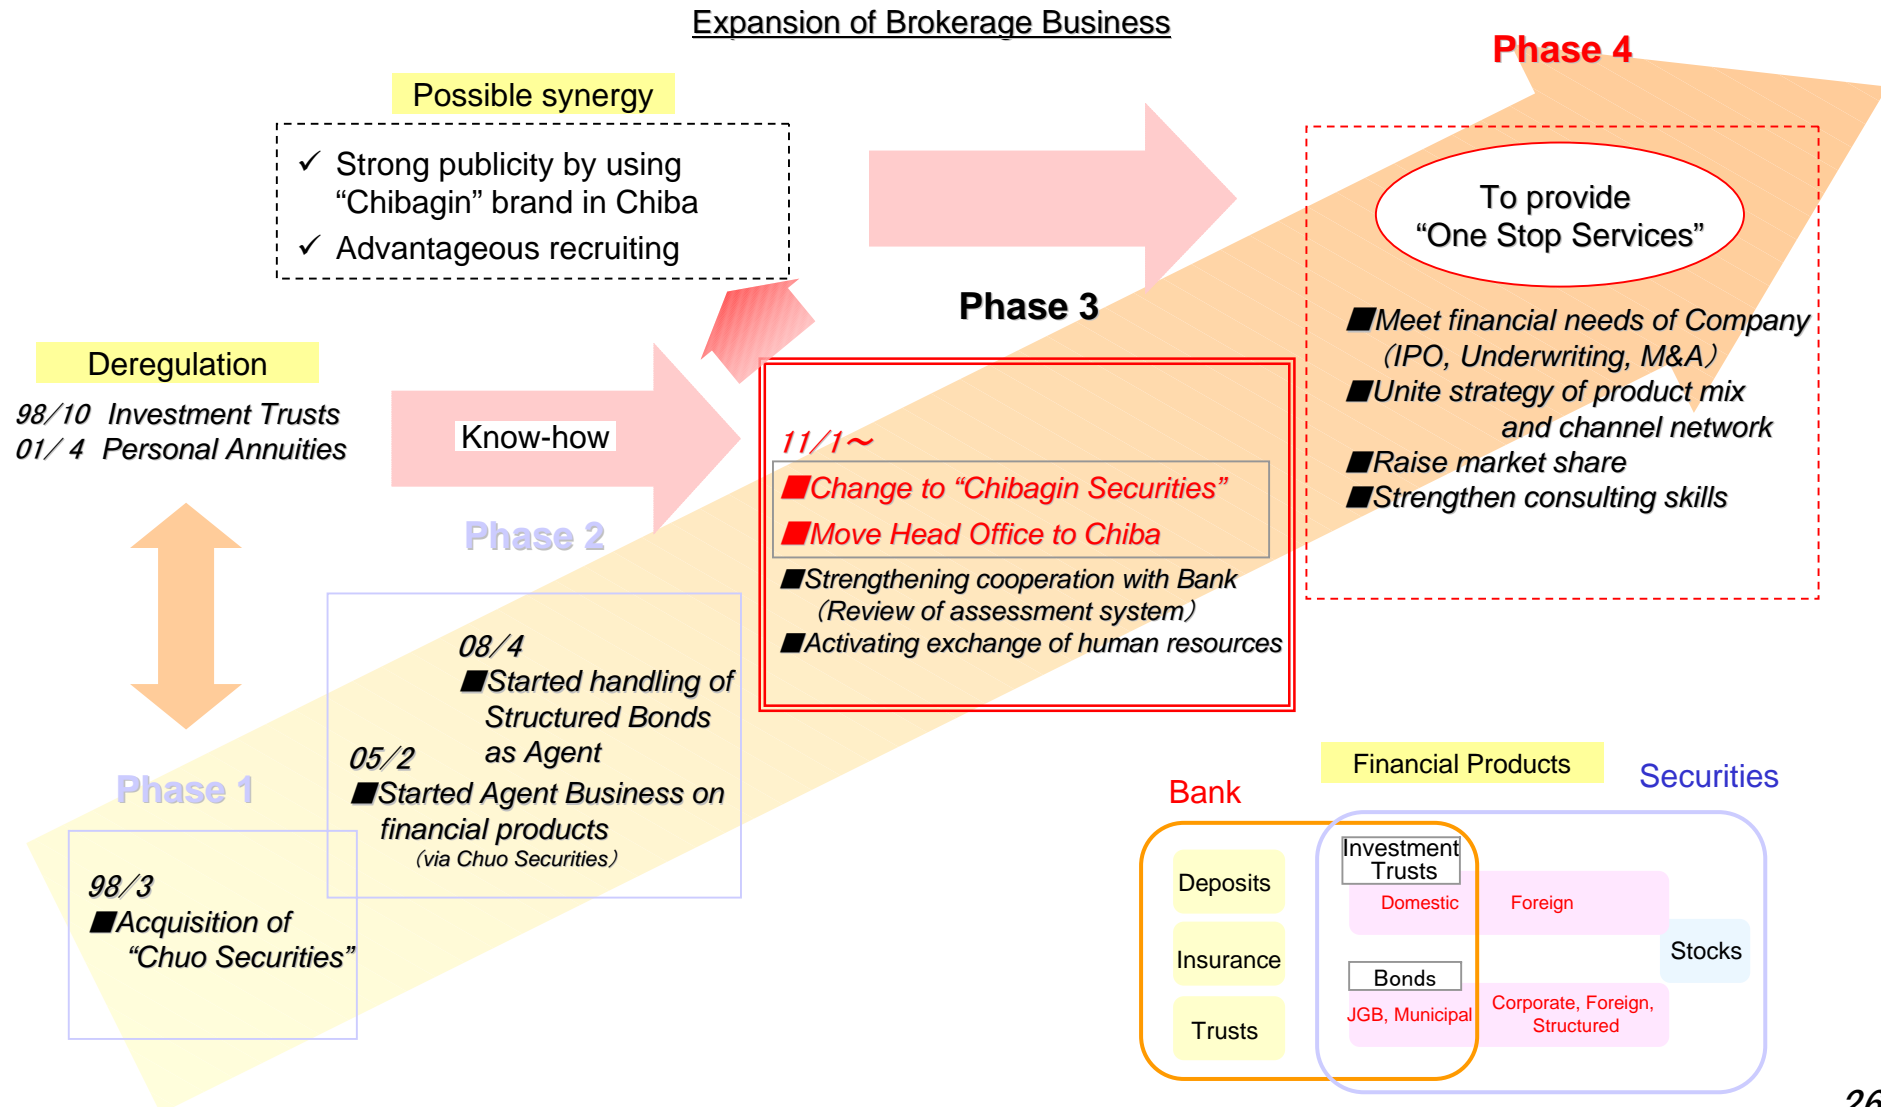 Expansion of Brokerage Business
Phase 4
Possible synergy
✓ Strong publicity by using
“Chibagin” brand in Chiba
✓ Advantageous recruiting
To provide
“One Stop Services”
■Meet financial needs of Company
（IPO, Underwriting, M&A）
■Unite strategy of product mix
and channel network
■Raise market share
■Strengthen consulting skills
Phase 3
Deregulation
98/10 Investment Trusts
01/ 4 Personal Annuities
Know-how
Phase 2
11/1～
■Change to “Chibagin Securities”
■Move Head Office to Chiba
■Strengthening cooperation with Bank
（Review of assessment system）
■Activating exchange of human resources
08/4
■Started handling of
Structured Bonds
as Agent
05/2
■Started Agent Business on
financial products
（via Chuo Securities）
Phase 1
98/3
■Acquisition of
“Chuo Securities”
Financial Products
Bank
Securities
Deposits
Insurance
Trusts
Investment
Trusts
Domestic
Foreign
Stocks
Bonds
JGB, Municipal
Corporate, Foreign,
Structured
26